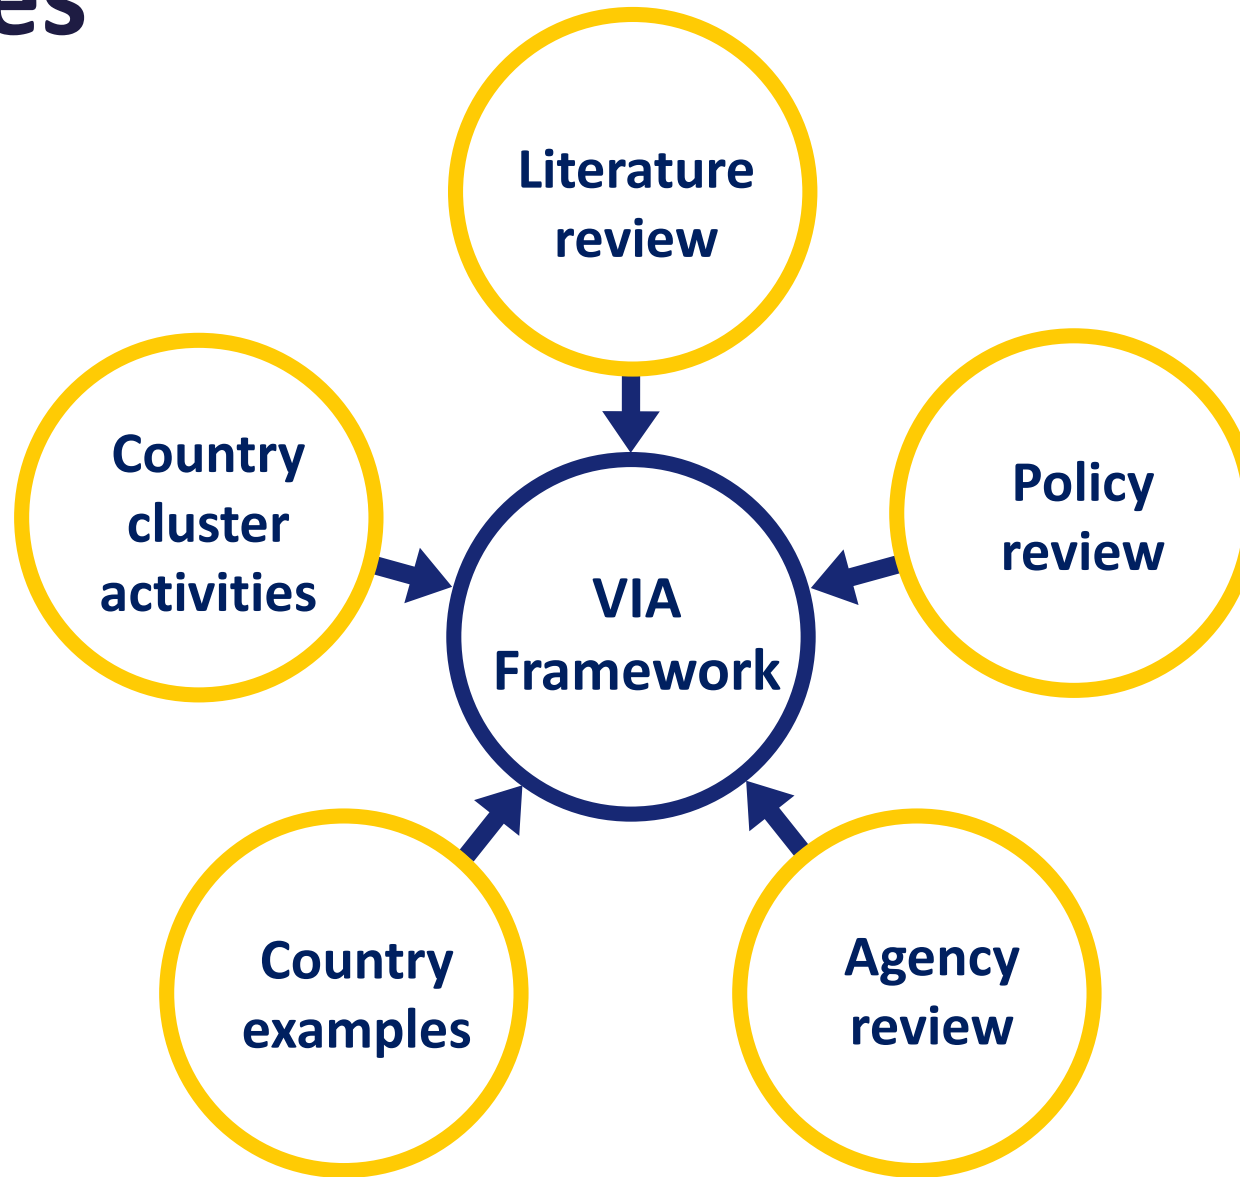 Literature
review
Country
cluster
activities
Policy
review
VIA
Framework
Country
examples
Agency
review